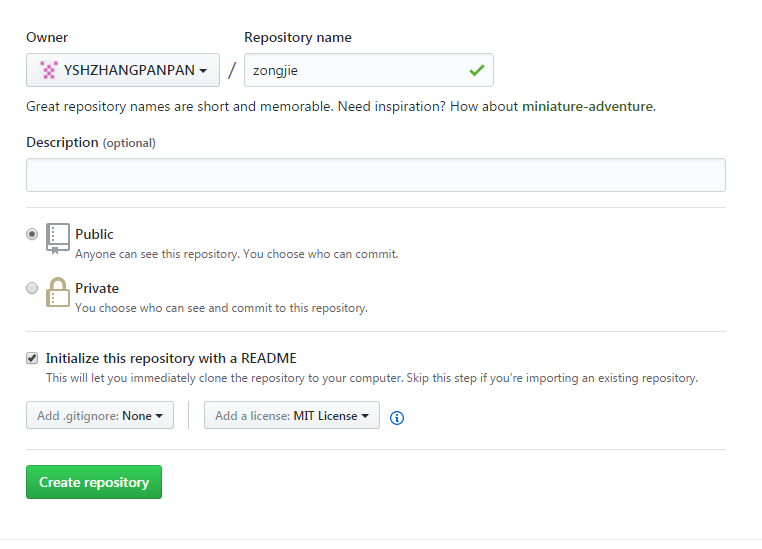 Owner Repository name
YSHZHANGPANPAN / zongjie
Great repository names are short and memorable. Need inspiration? How about miniature-adventure.
Description (optional)
Public
Anyone can see this repository. You choose who can commit.
Private
You choose who can see and commit to this repository.
Initialize this repository with a README
This will let you immediately clone the repository to your computer. Skip this step if you’re importing an existing repository.
Add .gitignore: None Add a license: MIT License
Create repository